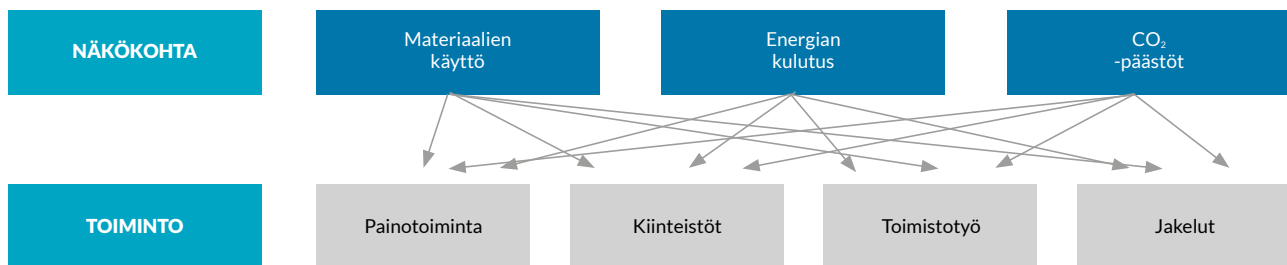 NÄKÖKOHTA
Materiaalien
käyttö
Energian
kulutus
CO₂
-päästöt
TOIMINTO
Painotoiminta
Kiinteistöt
Toimistotyö
Jakelut